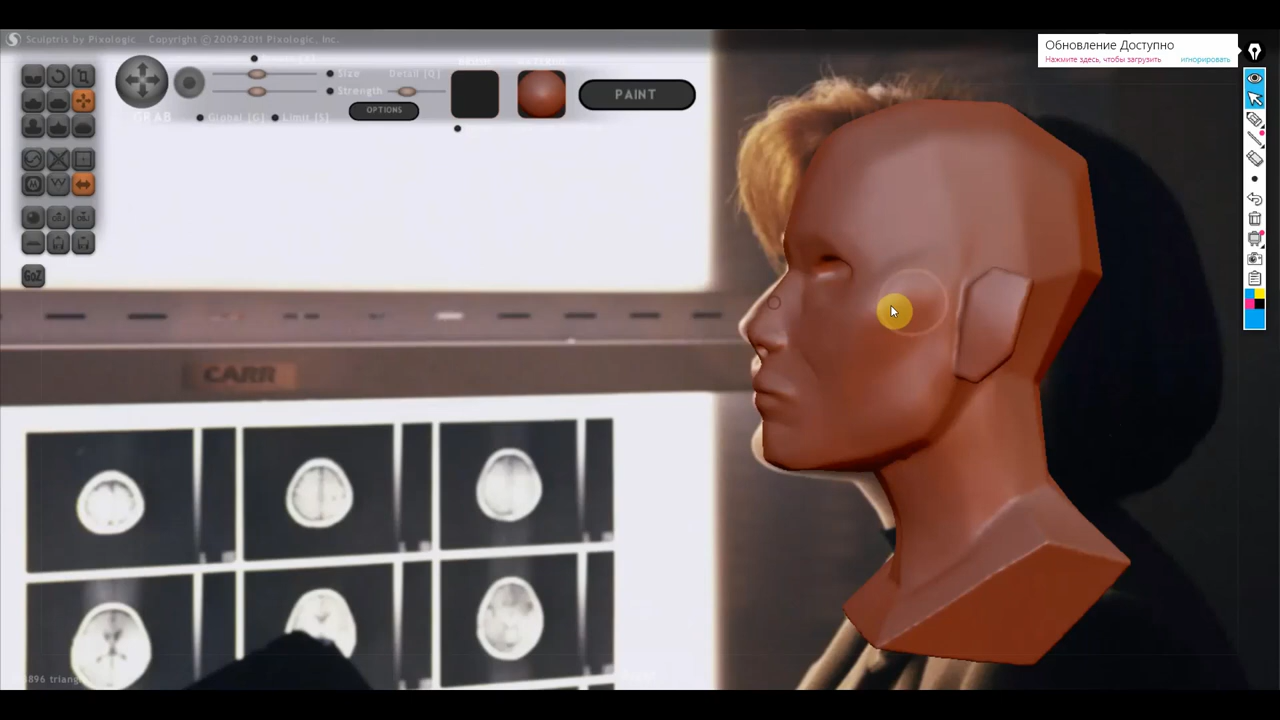 Sculptris by Pixologic Copyright © 2009-2011 Pixologic, Inc.
Обновление Доступно
Нажмите здесь, чтобы загрузить игнорировать
Size
Detail [Q]
Strength
OPTIONS
PAINT
GRAB
Global [G]
Limit [S]
GoZ
CARR